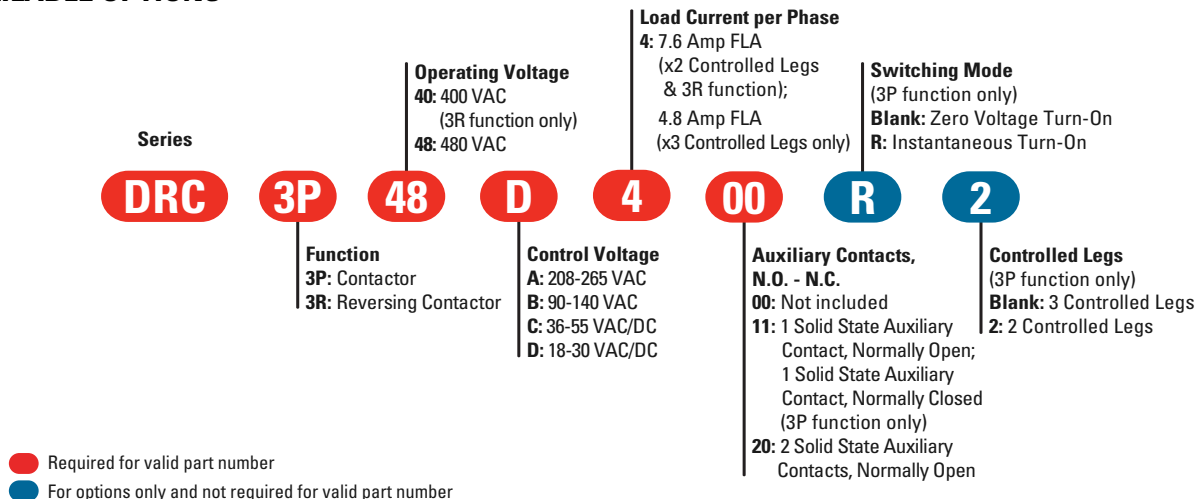 Load Current per Phase
4: 7.6 Amp FLA
(x2 Controlled Legs
& 3R function);
4.8 Amp FLA
(x3 Controlled Legs only)
Operating Voltage
40: 400 VAC
(3R function only)
48: 480 VAC
Switching Mode
(3P function only)
Blank: Zero Voltage Turn-On
R: Instantaneous Turn-On
Series
DRC 3P 48 D 4 00 R 2
Function
3P: Contactor
3R: Reversing Contactor
Control Voltage
A: 208-265 VAC
B: 90-140 VAC
C: 36-55 VAC/DC
D: 18-30 VAC/DC
Auxiliary Contacts,
N.O. - N.C.
00: Not included
11: 1 Solid State Auxiliary
Contact, Normally Open;
1 Solid State Auxiliary
Contact, Normally Closed
(3P function only)
20: 2 Solid State Auxiliary
Contacts, Normally Open
Controlled Legs
(3P function only)
Blank: 3 Controlled Legs
2: 2 Controlled Legs
Required for valid part number
For options only and not required for valid part number